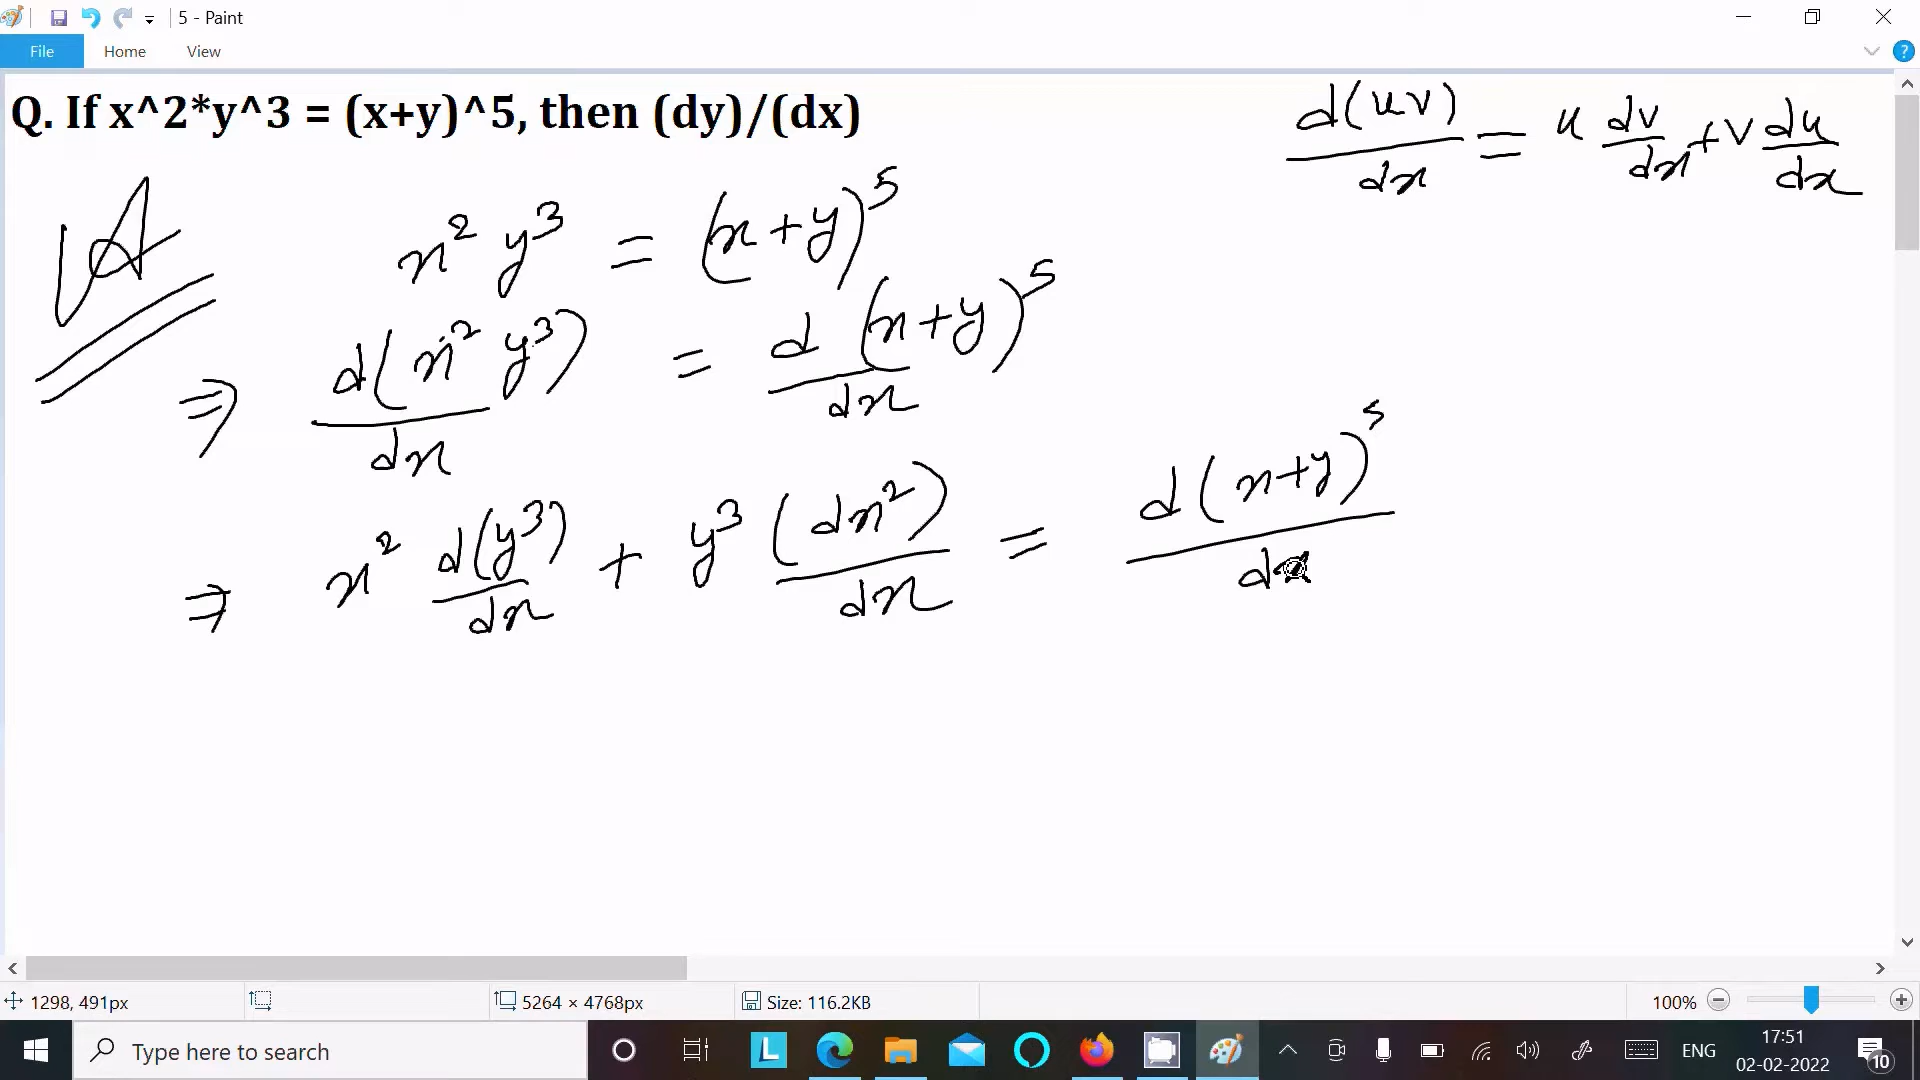 5 - Paint
File Home View
Q. If x^2*y^3 = (x+y)^5, then (dy)/(dx)
d(uv)/dx = u dv/dx + v du/dx
A
x² y³ = (x+y)⁵
⇒ d(x² y³)/dx = d/dx (x+y)⁵
⇒ x² d(y³)/dx + y³ (dx²)/dx = d(x+y)⁵/dx
1298, 491px 5264 × 4768px Size: 116.2KB 100%
Type here to search
L
ENG
17:51
02-02-2022
10